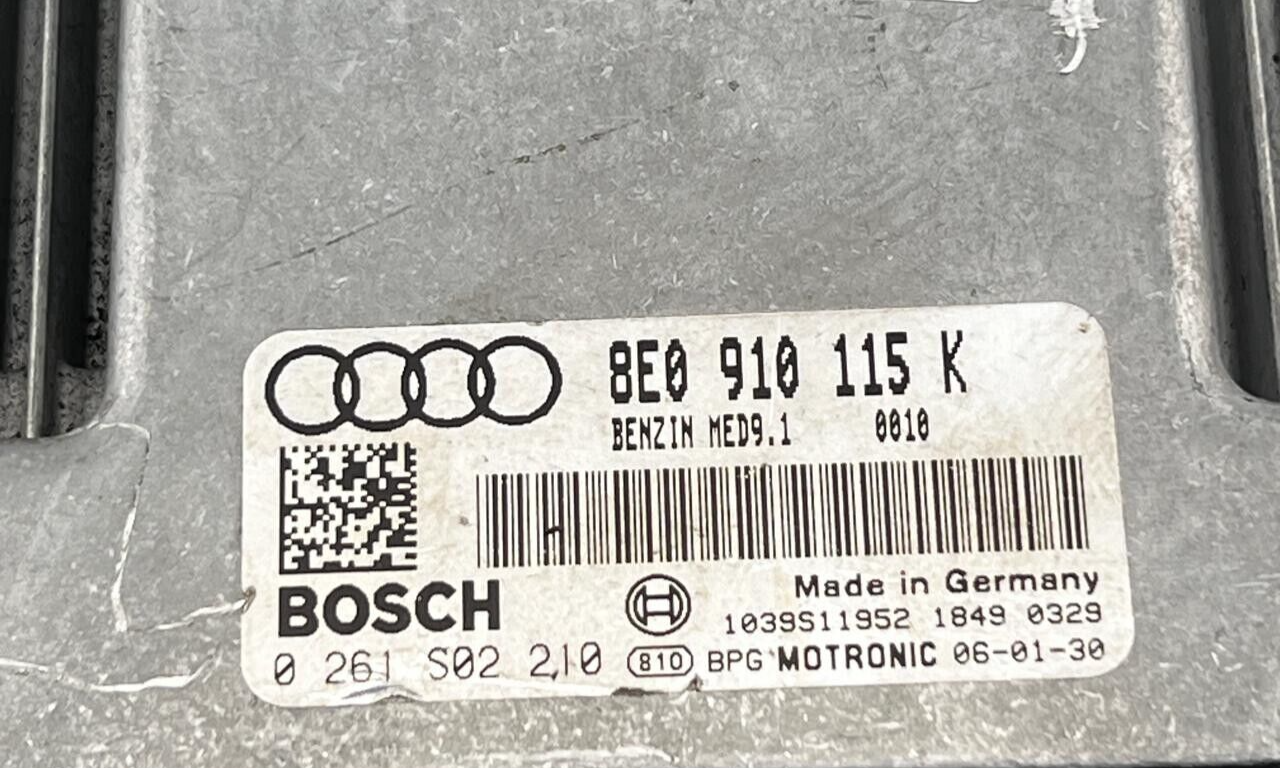 8E0 910 115 K
BENZIN MED9.1 0010
BOSCH
Made in Germany
1039S11952 1849 0329
0 261 S02 210 810 BPG MOTRONIC 06-01-30